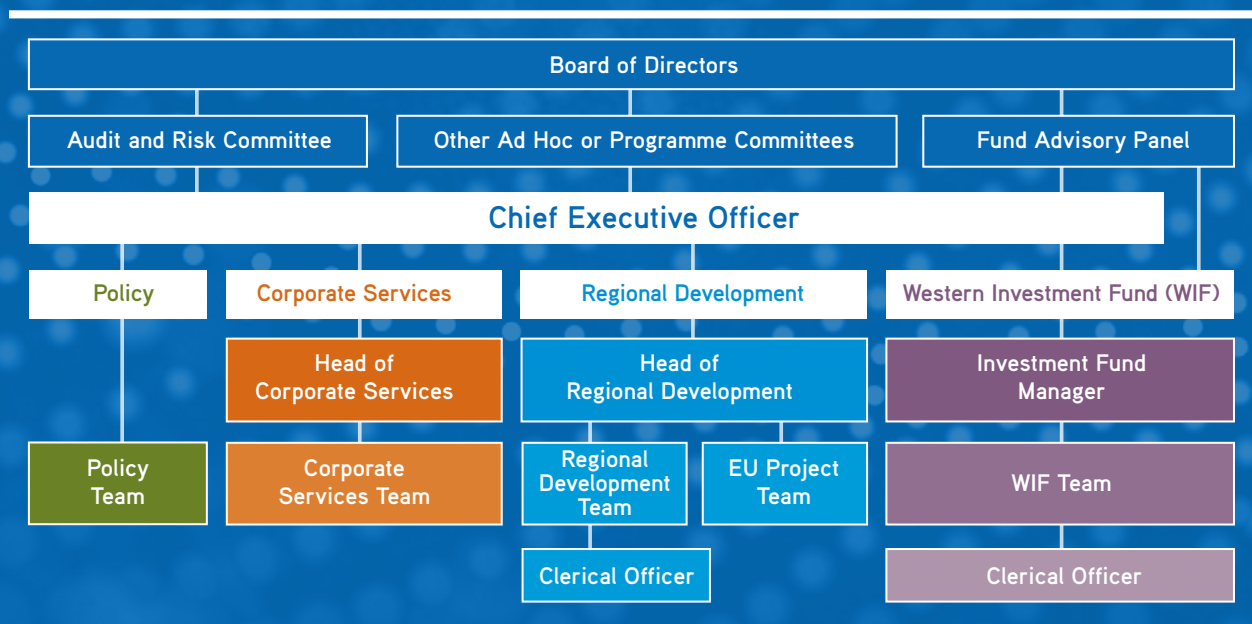 Board of Directors
Audit and Risk Committee
Other Ad Hoc or Programme Committees
Fund Advisory Panel
Chief Executive Officer
Policy
Corporate Services
Regional Development
Western Investment Fund (WIF)
Head of
Corporate Services
Head of
Regional Development
Investment Fund
Manager
Policy
Team
Corporate
Services Team
Regional
Development
Team
EU Project
Team
WIF Team
Clerical Officer
Clerical Officer